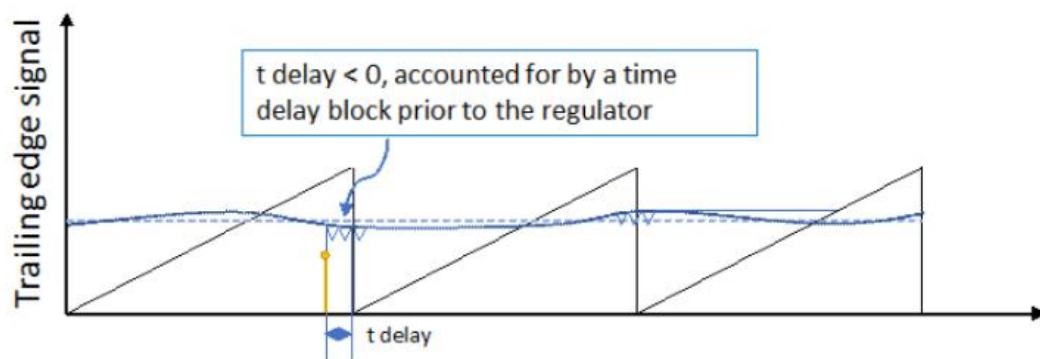 Trailing edge signal
t delay < 0, accounted for by a time
delay block prior to the regulator
t delay